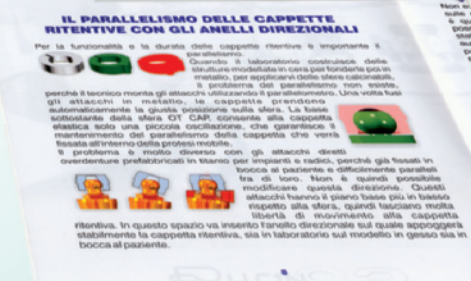 IL PARALLELISMO DELLE CAPPETTE
RITENTIVE CON GLI ANELLI DIREZIONALI
Per la funzionalità e la durata delle cappette ritentive è importante il
parallelismo.
Quando il laboratorio costruisce delle
strutture modellate in cera per fonderle poi in
metallo, per applicarvi delle sfere calcinabili,
il problema del parallelismo non esiste,
perché il tecnico monta gli attacchi utilizzando il parallelometro. Una volta fusi
gli attacchi in metallo, le cappette prendono
automaticamente la giusta posizione sulla sfera. La base
sottostante della sfera OT CAP, consente alla cappetta
elastica solo una piccola oscillazione, che garantisce il
mantenimento del parallelismo della cappetta che verrà
fissata all'interno della protesi mobile.
Il problema è molto diverso con gli attacchi diretti
overdenture prefabbricati in titanio per impianti e radici, perché già fissati in
bocca al paziente e difficilmente paralleli
fra di loro. Non è quindi possibile
modificare questa direzione. Questi
attacchi hanno il piano base più in basso
rispetto alla sfera, quindi lasciano molta
libertà di movimento alla cappetta
ritentiva. In questo spazio va inserito l'anello direzionale sul quale appoggerà
stabilmente la cappetta ritentiva, sia in laboratorio sul modello in gesso sia in
bocca al paziente.